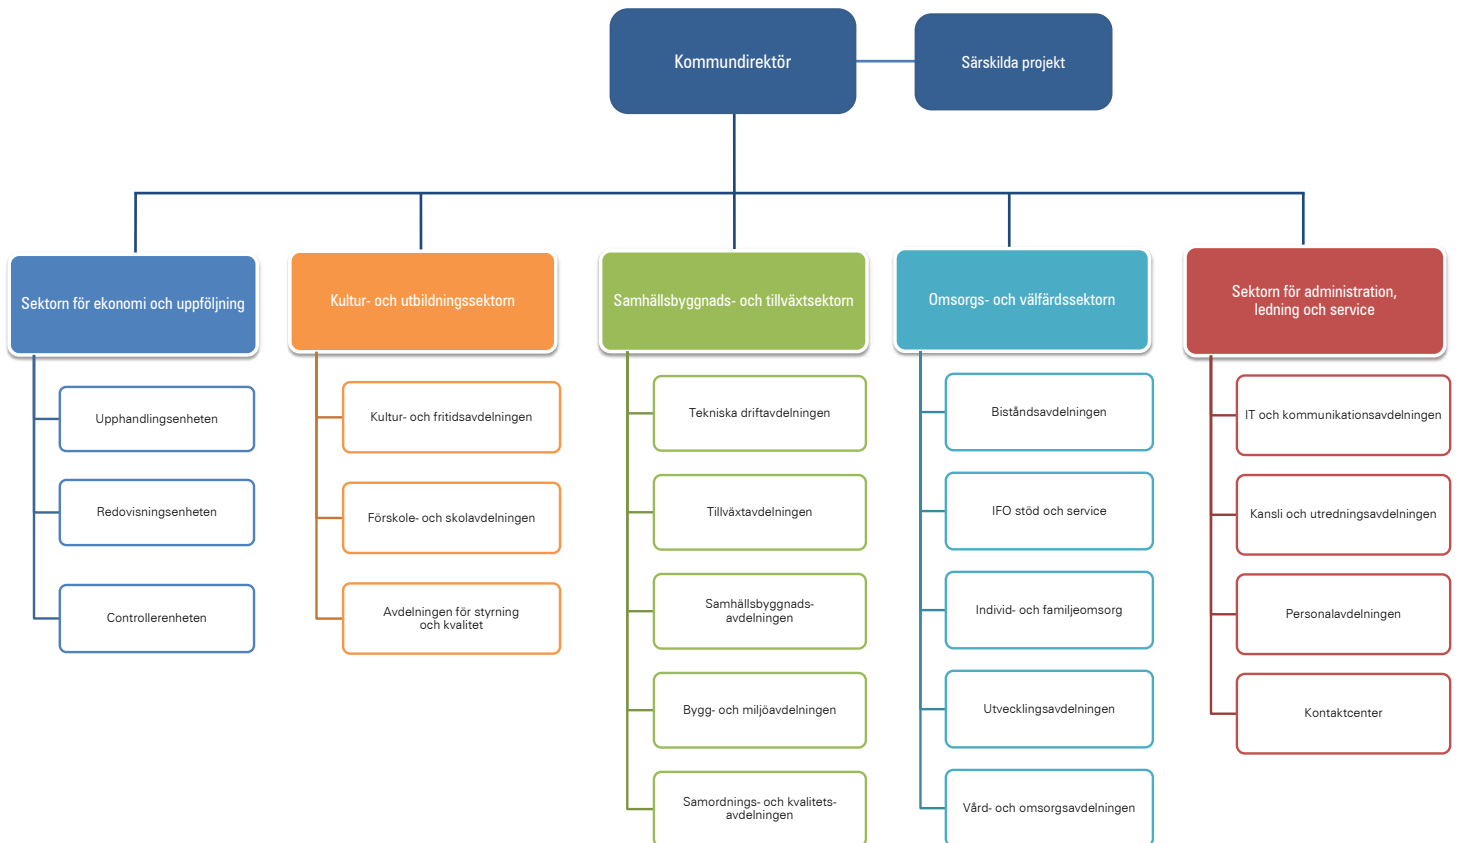 Kommundirektör
Särskilda projekt
Sektorn för ekonomi och uppföljning
Upphandlingsenheten
Redovisningsenheten
Controllerenheten
Kultur- och utbildningssektorn
Kultur- och fritidsavdelningen
Förskole- och skolavdelningen
Avdelningen för styrning
och kvalitet
Samhällsbyggnads- och tillväxtsektorn
Tekniska driftavdelningen
Tillväxtavdelningen
Samhällsbyggnads-
avdelningen
Bygg- och miljöavdelningen
Samordnings- och kvalitets-
avdelningen
Omsorgs- och välfärdssektorn
Biståndsavdelningen
IFO stöd och service
Individ- och familjeomsorg
Utvecklingsavdelningen
Vård- och omsorgsavdelningen
Sektorn för administration,
ledning och service
IT och kommunikationsavdelningen
Kansli och utredningsavdelningen
Personalavdelningen
Kontaktcenter